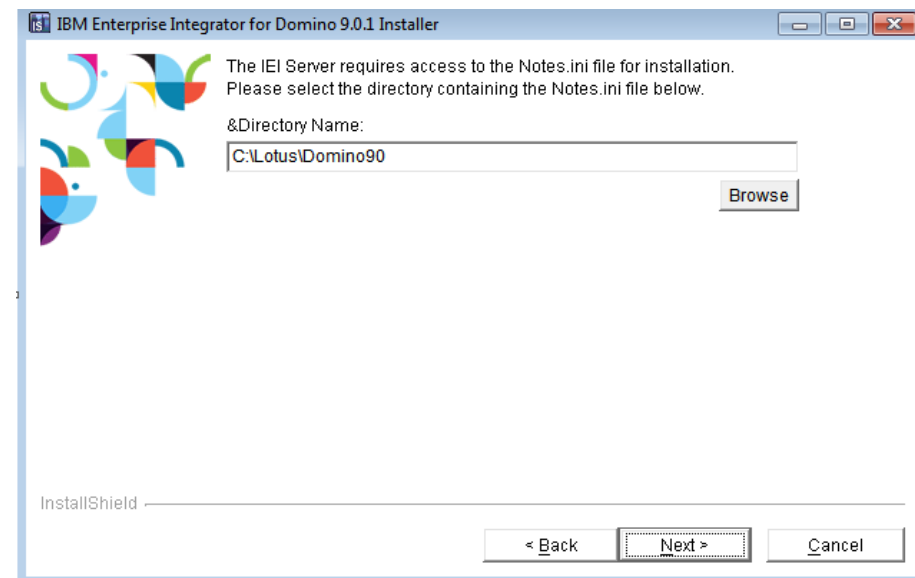 IBM Enterprise Integrator for Domino 9.0.1 Installer
The IEI Server requires access to the Notes.ini file for installation.
Please select the directory containing the Notes.ini file below.
&Directory Name:
C:\Lotus\Domino90
Browse
InstallShield
< Back Next > Cancel